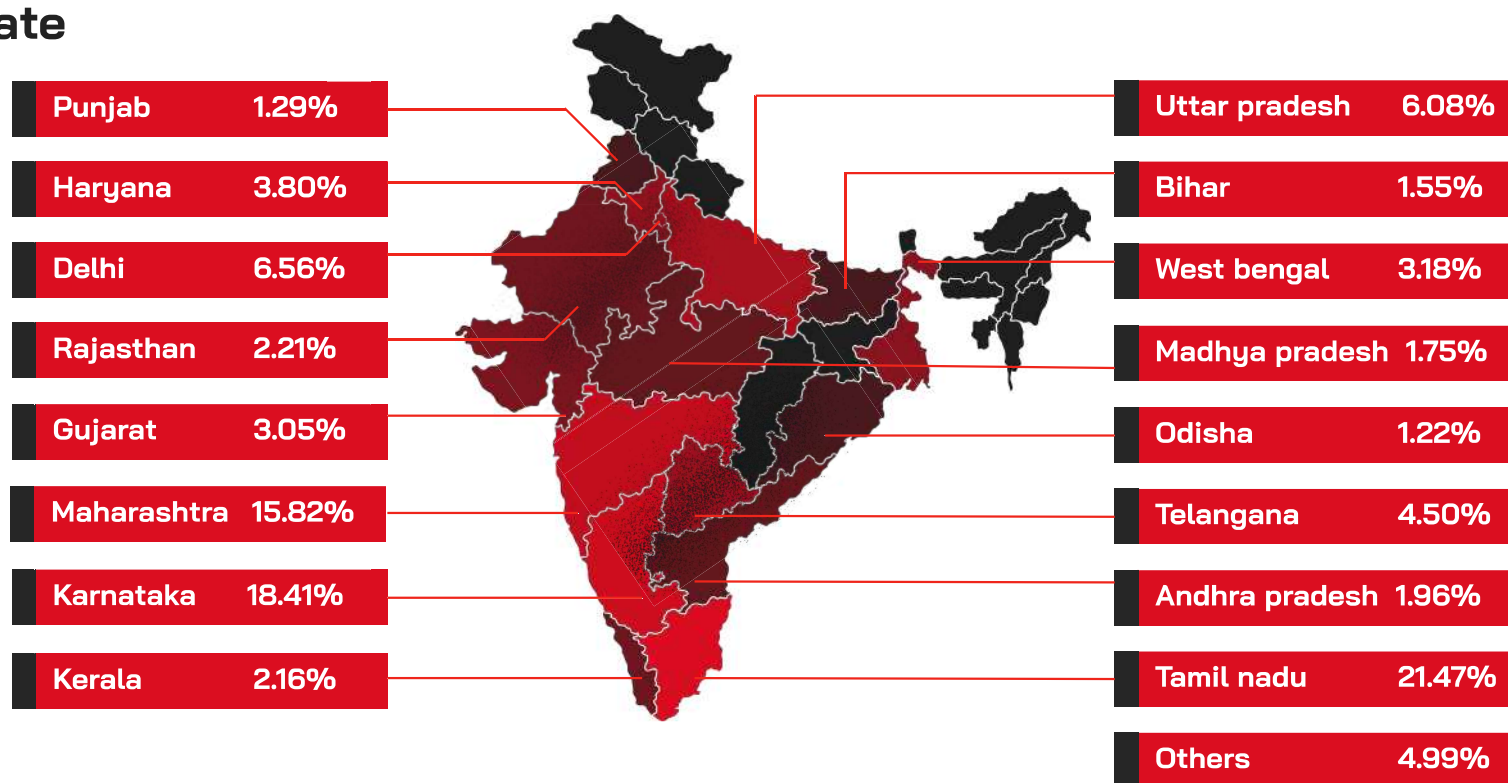 ate
Punjab 1.29%
Haryana 3.80%
Delhi 6.56%
Rajasthan 2.21%
Gujarat 3.05%
Maharashtra 15.82%
Karnataka 18.41%
Kerala 2.16%
Uttar pradesh 6.08%
Bihar 1.55%
West bengal 3.18%
Madhya pradesh 1.75%
Odisha 1.22%
Telangana 4.50%
Andhra pradesh 1.96%
Tamil nadu 21.47%
Others 4.99%